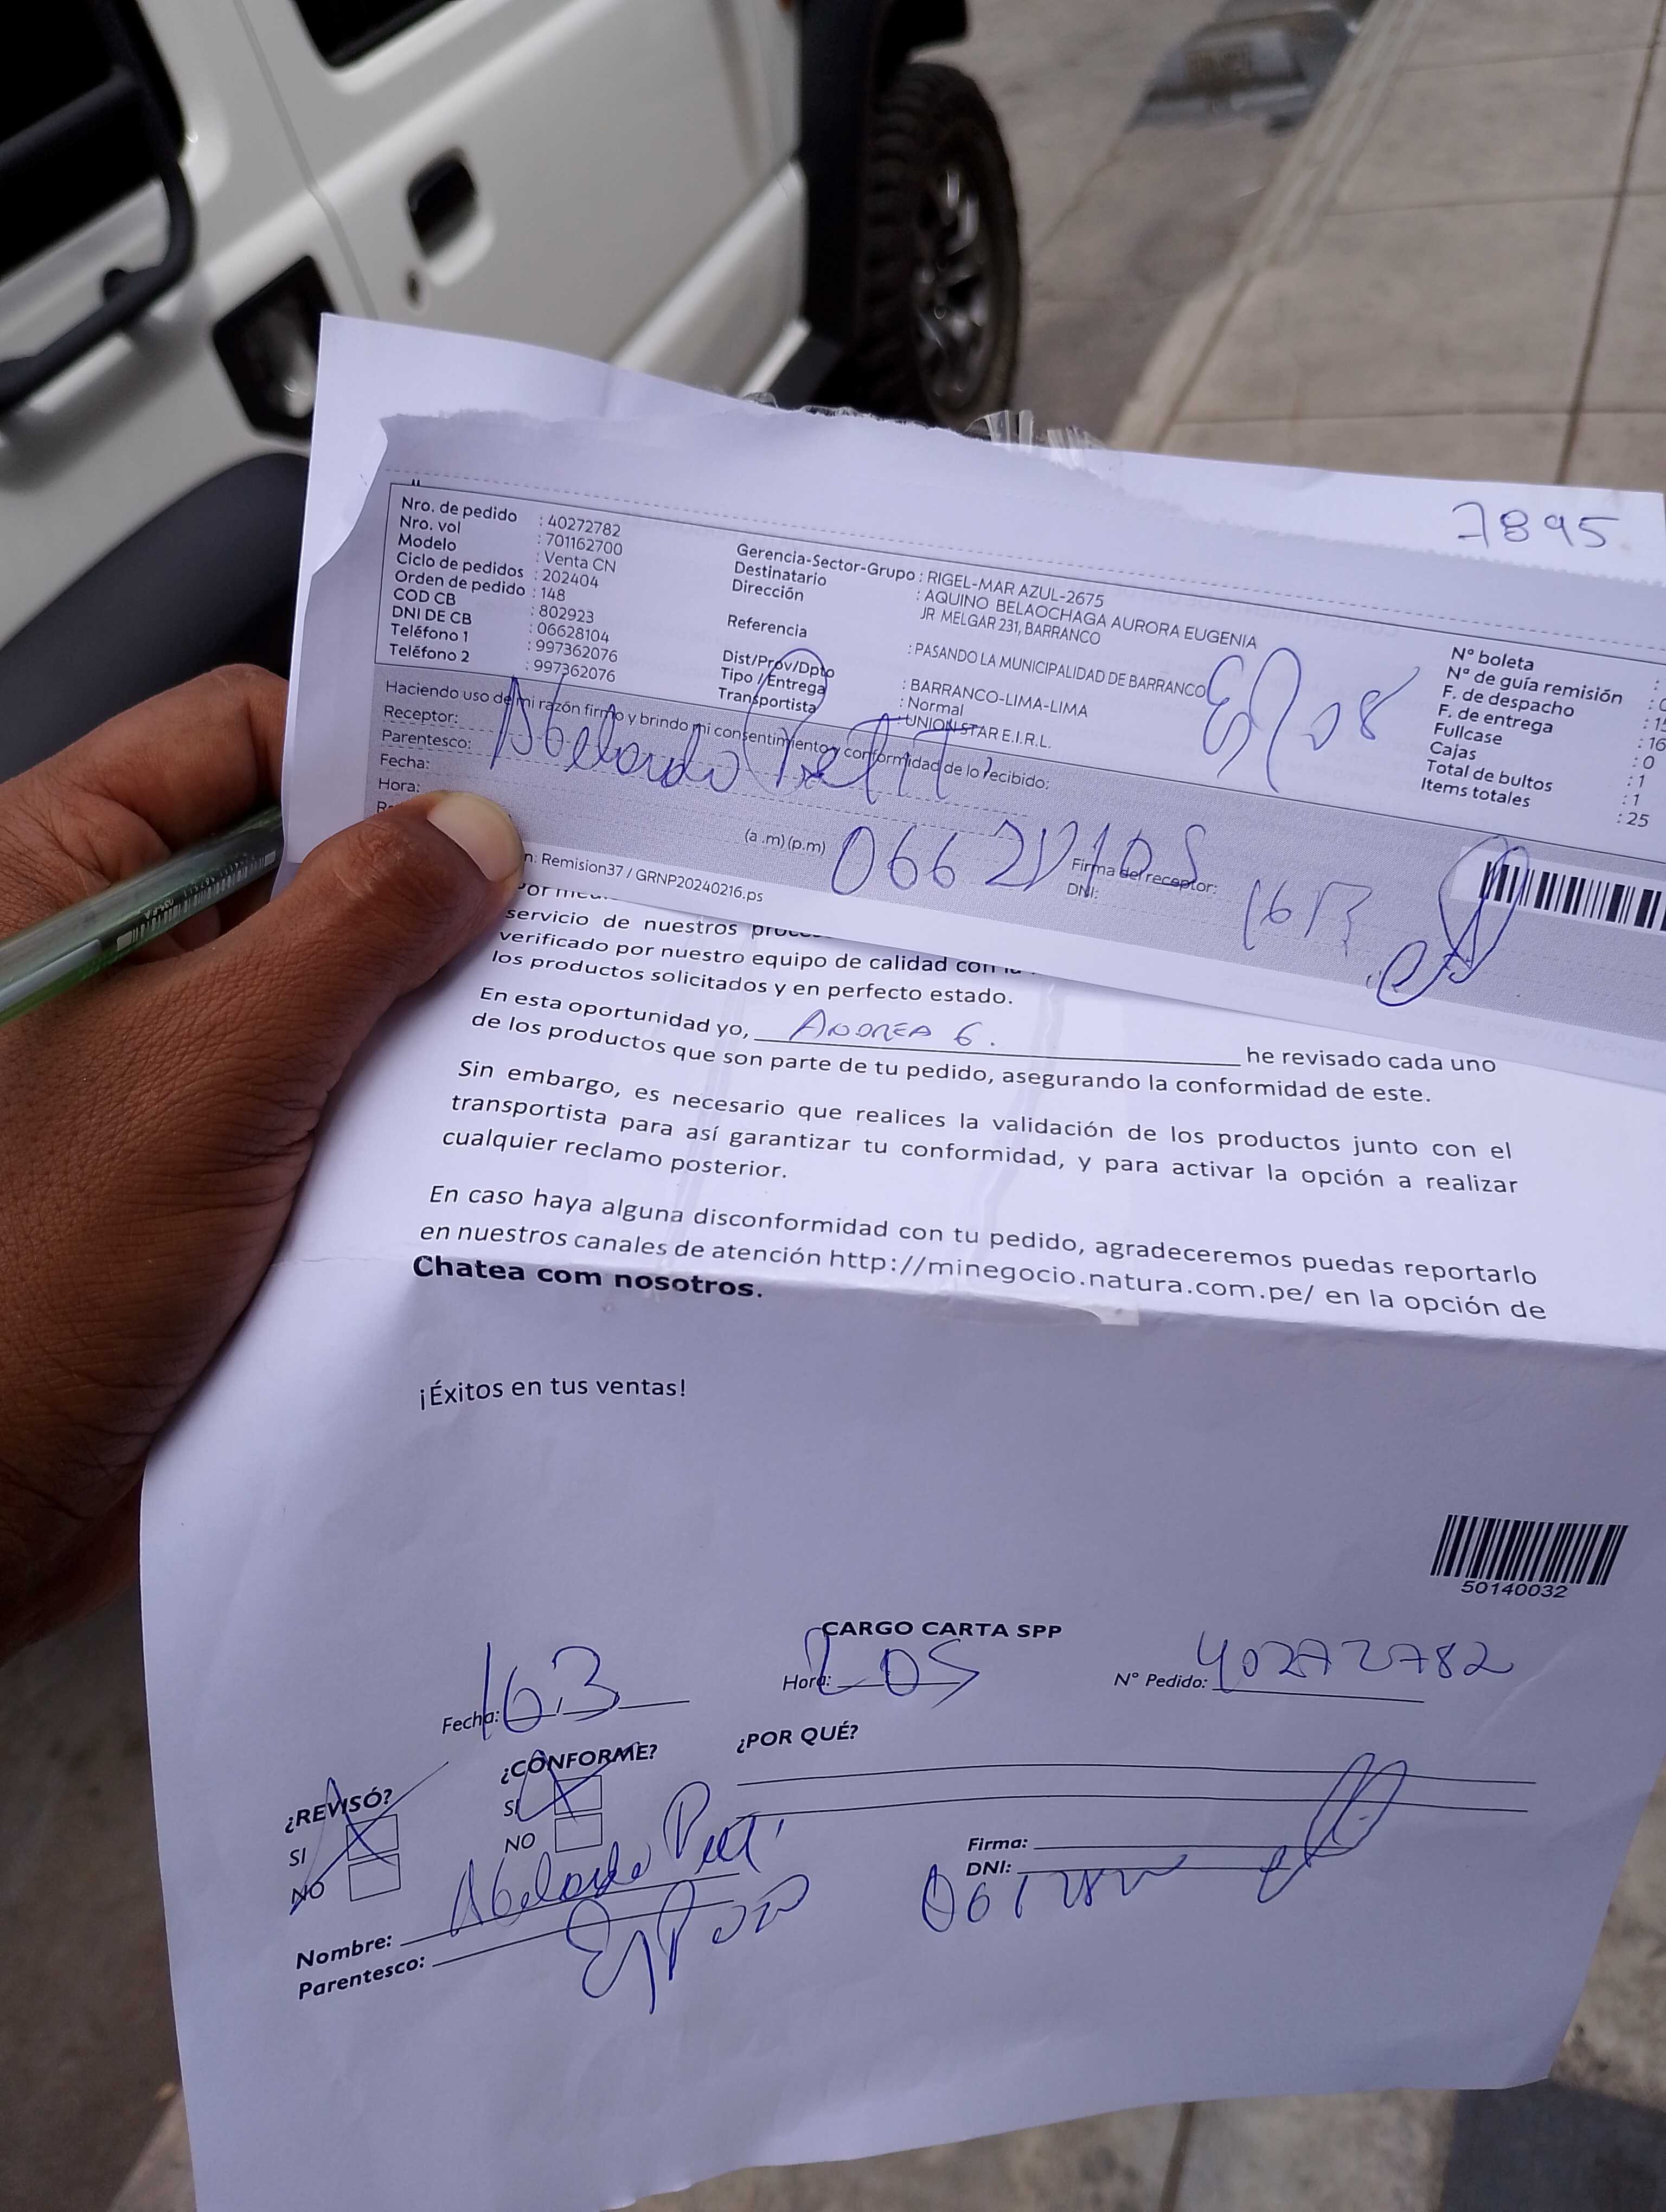 7895
Nro. de pedido : 40272782
Nro. vol : 701162700
Modelo : Venta CN
Ciclo de pedidos : 202404
Orden de pedido : 148
COD CB : 802923
DNI DE CB : 06628104
Teléfono 1 : 997362076
Teléfono 2 : 997362076
Gerencia-Sector-Grupo : RIGEL-MAR AZUL-2675
Destinatario : AQUINO BELAOCHAGA AURORA EUGENIA
Dirección JR MELGAR 231, BARRANCO
Referencia : PASANDO LA MUNICIPALIDAD DE BARRANCO
Dist/Prov/Dpto : BARRANCO-LIMA-LIMA
Tipo / Entrega : Normal
Transportista : UNION STAR E.I.R.L.
N° boleta :
N° de guía remisión :
F. de despacho :
F. de entrega : 16
Fullcase : 0
Cajas : 1
Total de bultos : 1
Items totales : 25
Haciendo uso de mi razón firmo y brindo mi consentimiento y conformidad de lo recibido:
Receptor: Abelardo
Parentesco:
Fecha:
Hora:
(a .m) (p.m)
Firma del receptor:
DNI:
Remision37 / GRNP20240216.ps
servicio de nuestros
verificado por nuestro equipo de calidad con
los productos solicitados y en perfecto estado.
En esta oportunidad yo, ANDREA G. he revisado cada uno
de los productos que son parte de tu pedido, asegurando la conformidad de este.
Sin embargo, es necesario que realices la validación de los productos junto con el
transportista para así garantizar tu conformidad, y para activar la opción a realizar
cualquier reclamo posterior.
En caso haya alguna disconformidad con tu pedido, agradeceremos puedas reportarlo
en nuestros canales de atención http://minegocio.natura.com.pe/ en la opción de
Chatea com nosotros.
¡Éxitos en tus ventas!
50140032
CARGO CARTA SPP
Fecha: 16 3
Hora:
N° Pedido: 40272782
¿REVISÓ?
SI
NO
¿CONFORME?
SI
NO
¿POR QUÉ?
Nombre: Abelardo
Parentesco:
Firma:
DNI: